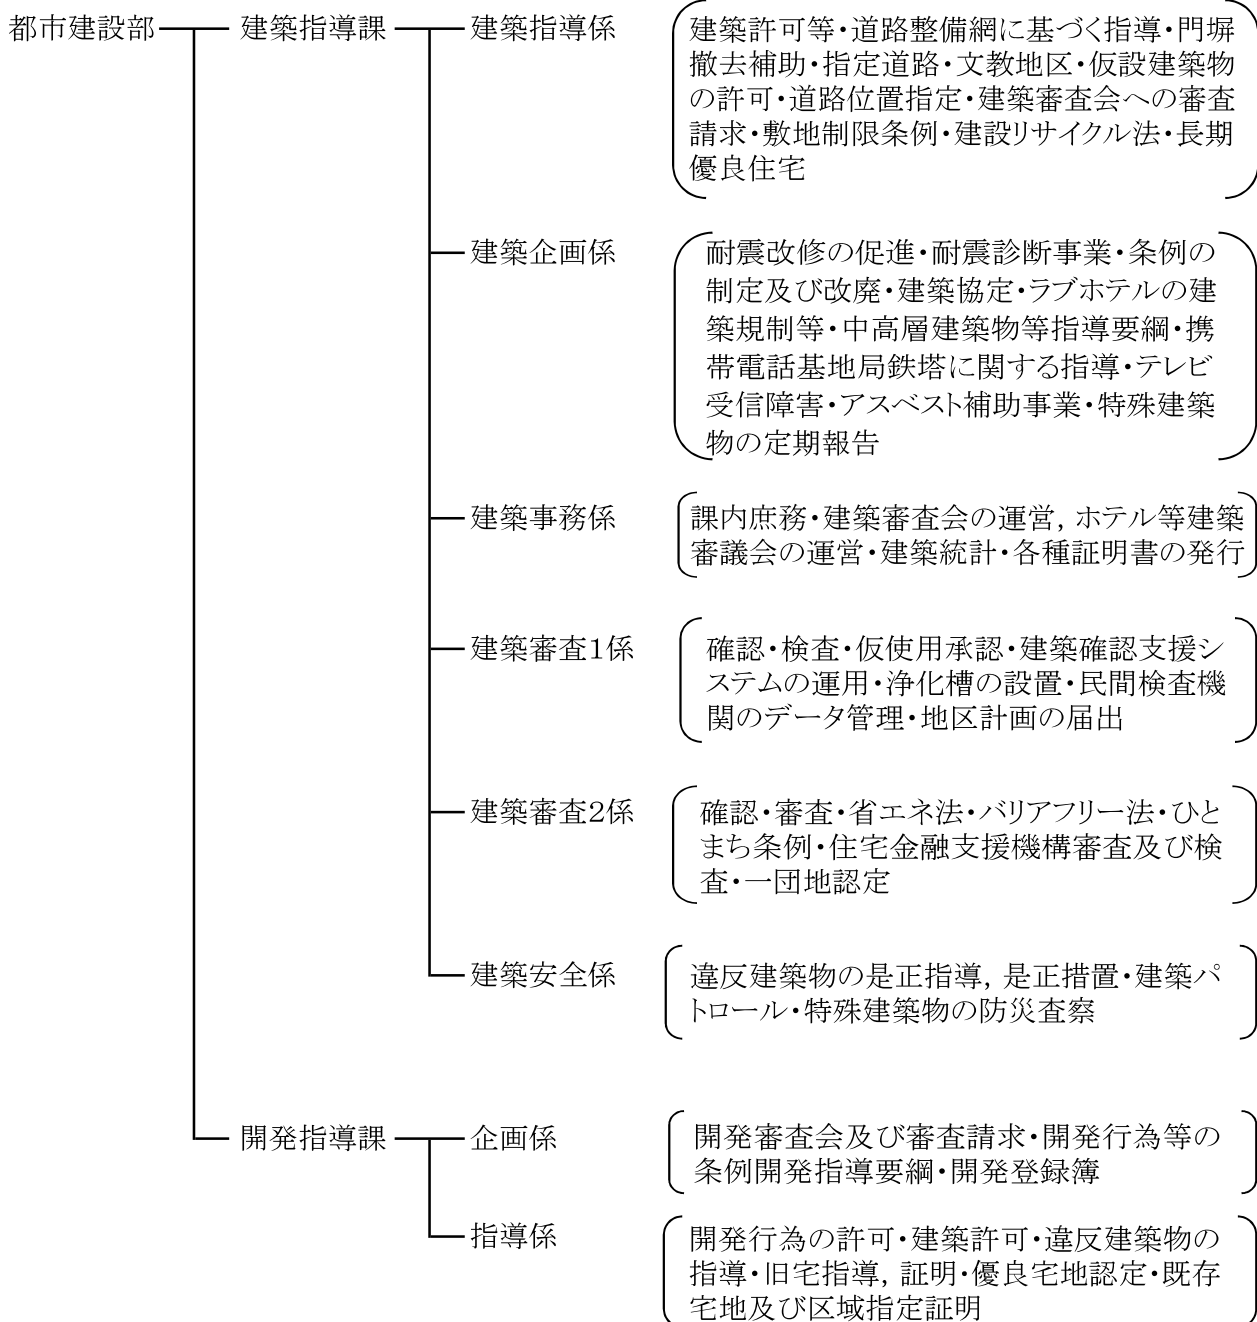 都市建設部
建築指導課
建築指導係
建築許可等・道路整備網に基づく指導・門塀
撤去補助・指定道路・文教地区・仮設建築物
の許可・道路位置指定・建築審査会への審査
請求・敷地制限条例・建設リサイクル法・長期
優良住宅
建築企画係
耐震改修の促進・耐震診断事業・条例の
制定及び改廃・建築協定・ラブホテルの建
築規制等・中高層建築物等指導要綱・携
帯電話基地局鉄塔に関する指導・テレビ
受信障害・アスベスト補助事業・特殊建築
物の定期報告
建築事務係
課内庶務・建築審査会の運営, ホテル等建築
審議会の運営・建築統計・各種証明書の発行
建築審査1係
確認・検査・仮使用承認・建築確認支援シ
ステムの運用・浄化槽の設置・民間検査機
関のデータ管理・地区計画の届出
建築審査2係
確認・審査・省エネ法・バリアフリー法・ひと
まち条例・住宅金融支援機構審査及び検
査・一団地認定
建築安全係
違反建築物の是正指導, 是正措置・建築パ
トロール・特殊建築物の防災査察
開発指導課
企画係
開発審査会及び審査請求・開発行為等の
条例開発指導要綱・開発登録簿
指導係
開発行為の許可・建築許可・違反建築物の
指導・旧宅指導, 証明・優良宅地認定・既存
宅地及び区域指定証明